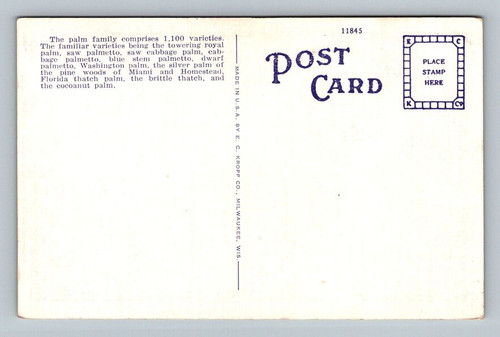 The palm family comprises 1,100 varieties.
The familiar varieties being the towering royal
palm, saw palmetto, saw cabbage palm, cab-
bage palmetto, blue stem palmetto, dwarf
palmetto, Washington palm, the silver palm of
the pine woods of Miami and Homestead,
Florida thatch palm, the brittle thatch, and
the cocoanut palm.
MADE IN U.S.A. BY E. C. KROPP CO., MILWAUKEE, WIS.
11845
POST
CARD
E C
PLACE
STAMP
HERE
K Co